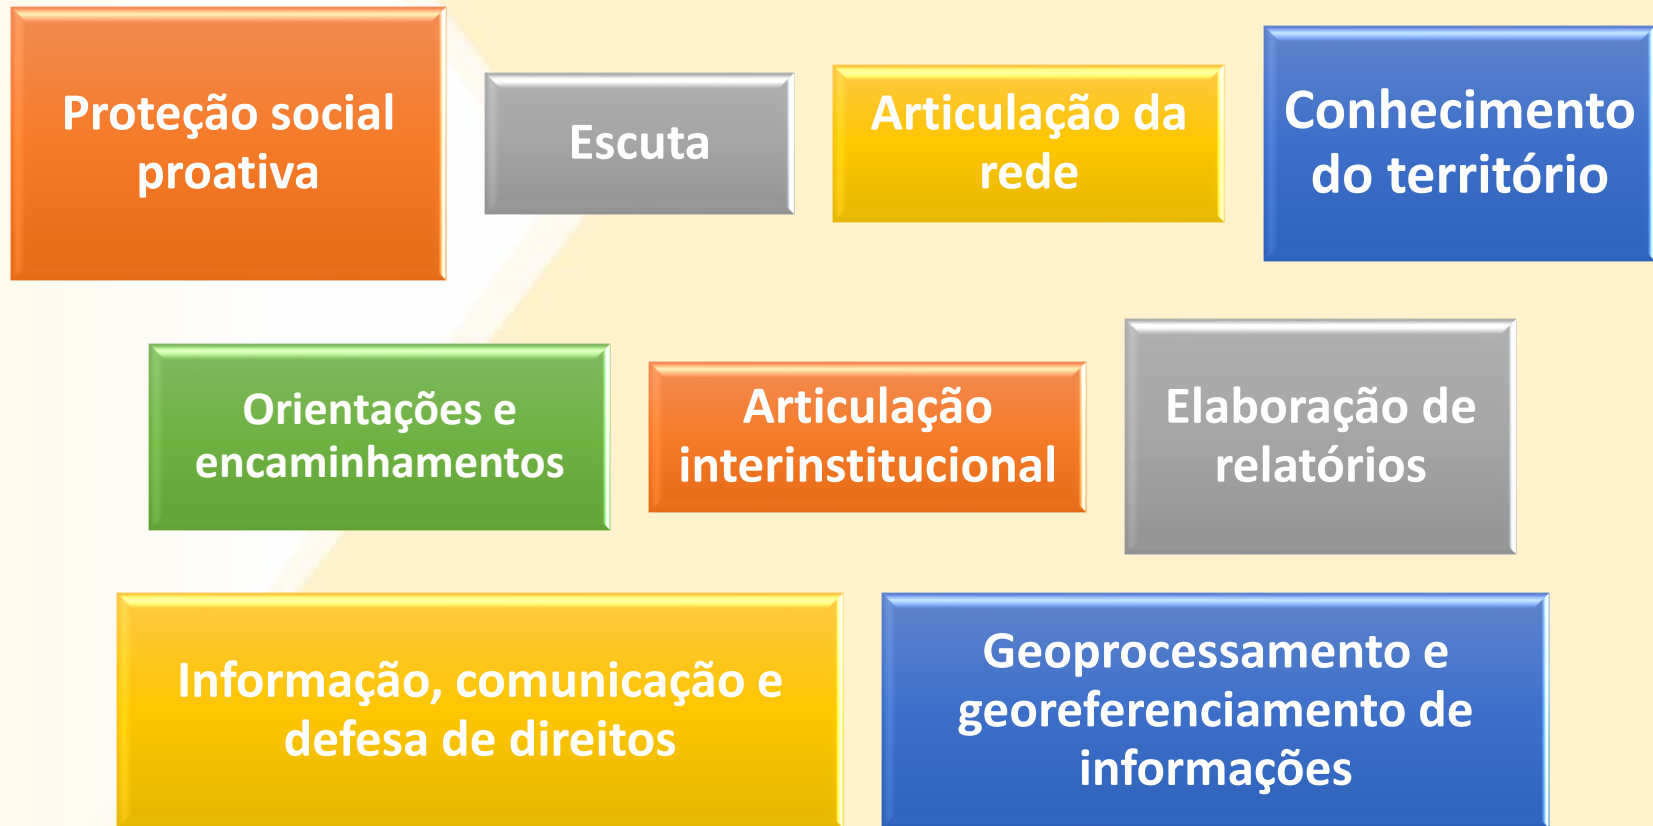 Proteção social
proativa
Escuta
Articulação da
rede
Conhecimento
do território
Orientações e
encaminhamentos
Articulação
interinstitucional
Elaboração de
relatórios
Informação, comunicação e
defesa de direitos
Geoprocessamento e
georeferenciamento de
informações